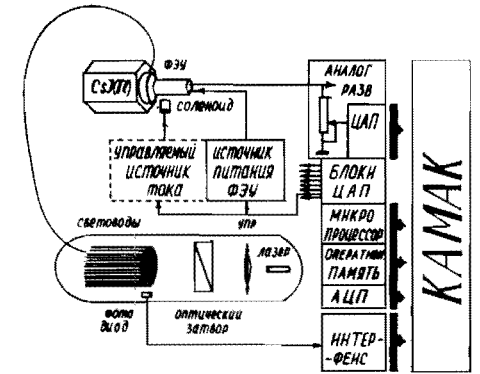 ФЭУ
CsJ(Tl)
СОЛЕНОИД
АНАЛОГ
РАЗВ
ЦАП
УПРАВЛЯЕМЫЙ
ИСТОЧНИК
ТОКА
ИСТОЧНИК
ПИТАНИЯ
ФЭУ
БЛОКИ
ЦАП
УПР
МИКРО
ПРОЦЕССОР
ОПЕРАТИВН
ПАМЯТЬ
АЦП
КАМАК
СВЕТОВОДЫ
ЛАЗЕР
ФОТО
ДИОД
ОПТИЧЕСКИЙ
ЗАТВОР
ИНТЕР-
-ФЕЙС